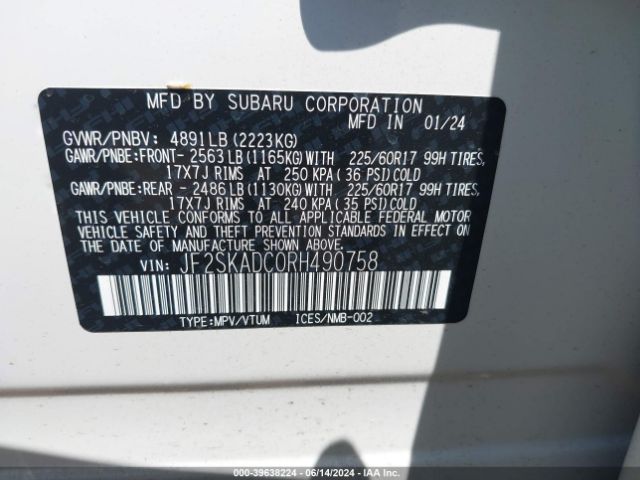 MFD BY SUBARU CORPORATION
MFD IN 01/24
GVWR/PNBV: 4891LB (2223KG)
GAWR/PNBE:FRONT- 2563LB (1165KG)WITH 225/60R17 99H TIRES,
17X7J RIMS AT 250 KPA (36 PSI)COLD
GAWR/PNBE:REAR - 2486LB (1130KG)WITH 225/60R17 99H TIRES,
17X7J RIMS AT 240 KPA (35 PSI)COLD
THIS VEHICLE CONFORMS TO ALL APPLICABLE FEDERAL MOTOR
VEHICLE SAFETY AND THEFT PREVENTION STANDARDS IN EFFECT ON
THE DATE OF MANUFACTURE SHOWN ABOVE.
VIN: JF2SKADC0RH490758
TYPE:MPV/VTUM ICES/NMB-002
000-39638224 - 06/14/2024 - IAA Inc.